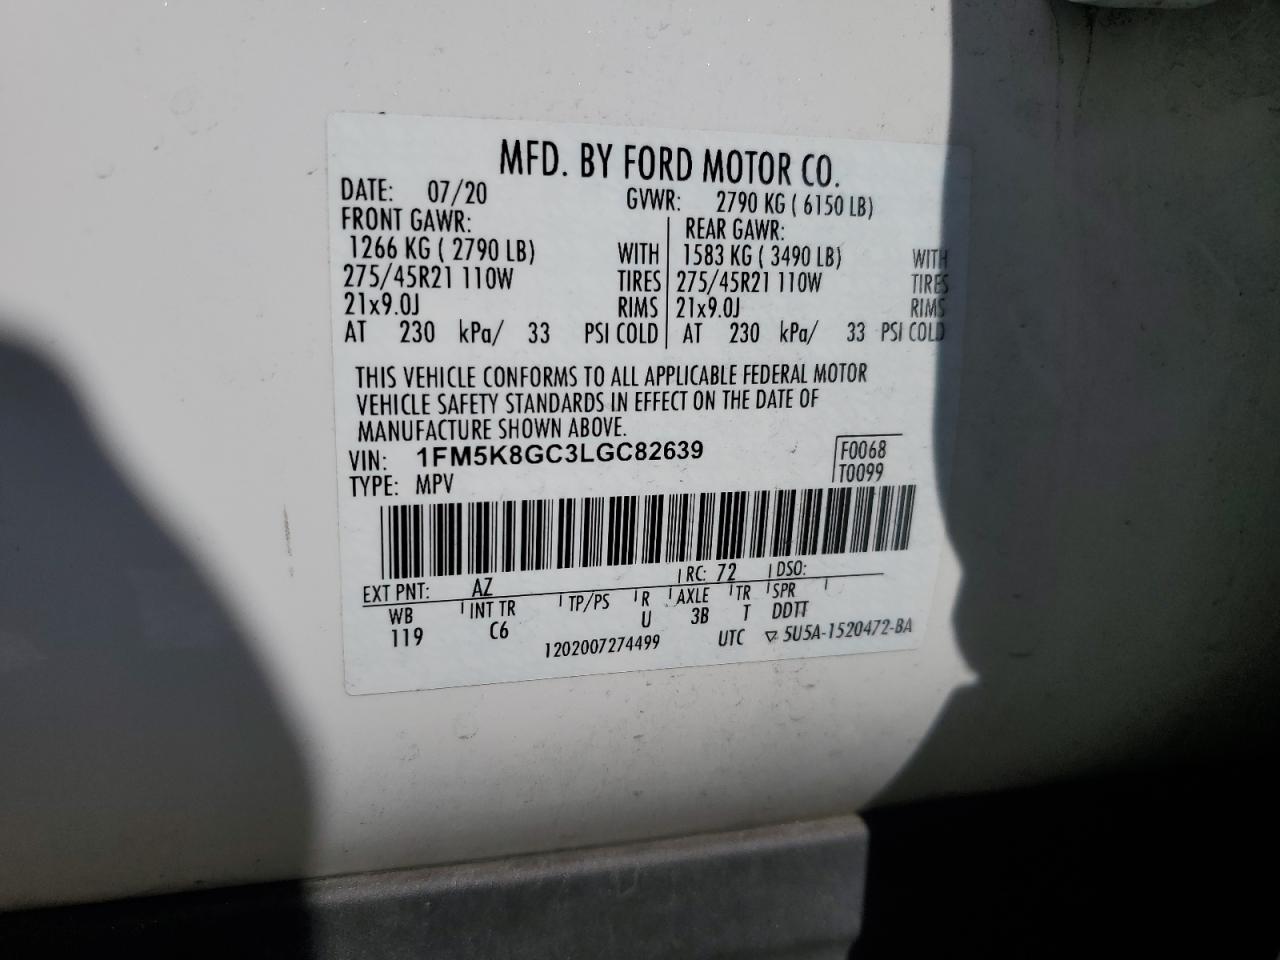 MFD. BY FORD MOTOR CO.
DATE: 07/20 GVWR: 2790 KG ( 6150 LB)
FRONT GAWR: REAR GAWR:
1266 KG ( 2790 LB) WITH 1583 KG ( 3490 LB) WITH
275/45R21 110W TIRES 275/45R21 110W TIRES
21x9.0J RIMS 21x9.0J RIMS
AT 230 kPa/ 33 PSI COLD AT 230 kPa/ 33 PSI COLD
THIS VEHICLE CONFORMS TO ALL APPLICABLE FEDERAL MOTOR
VEHICLE SAFETY STANDARDS IN EFFECT ON THE DATE OF
MANUFACTURE SHOWN ABOVE.
VIN: 1FM5K8GC3LGC82639 F0068
TYPE: MPV T0099
EXT PNT: AZ RC: 72 DSO:
WB INT TR TP/PS R AXLE TR SPR
119 C6 U 3B T DDTT
1202007274499 UTC ▽ 5U5A-1520472-BA